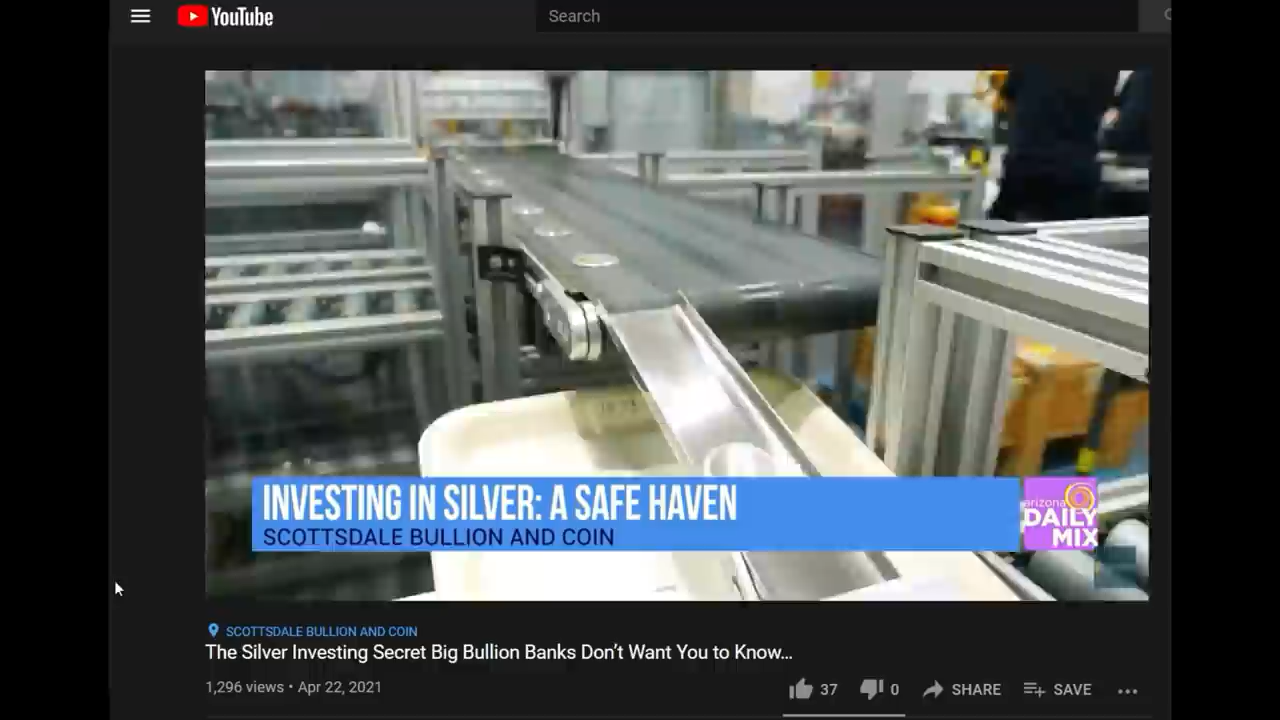 YouTube
Search
INVESTING IN SILVER: A SAFE HAVEN
SCOTTSDALE BULLION AND COIN
arizona
DAILY
MIX
SCOTTSDALE BULLION AND COIN
The Silver Investing Secret Big Bullion Banks Don't Want You to Know...
1,296 views • Apr 22, 2021
37
0
SHARE
SAVE